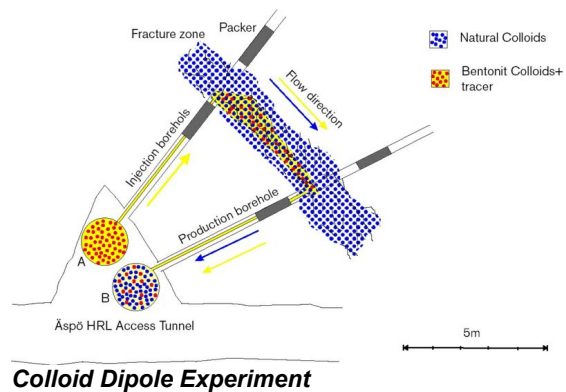 Fracture zone
Packer
Natural Colloids
Bentonit Colloids+
tracer
Flow direction
Injection borehols
Production borehole
A
B
Äspö HRL Access Tunnel
5m
Colloid Dipole Experiment